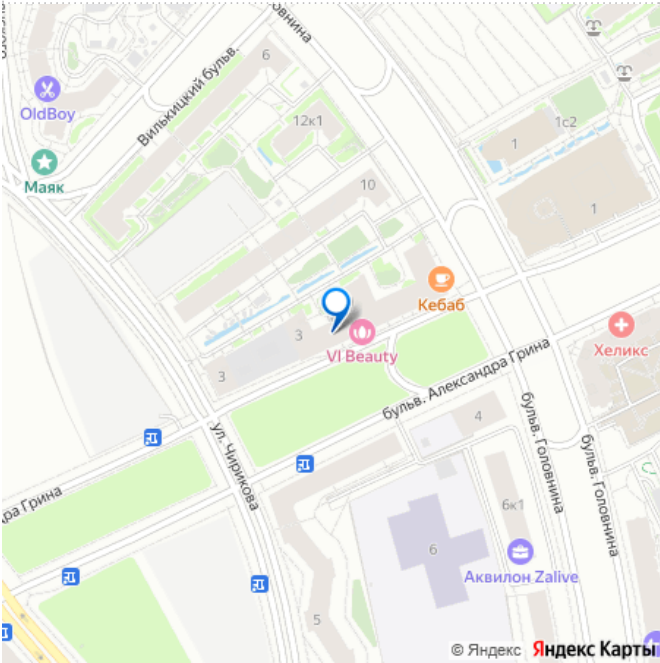 ловнина
6
Вилькицкий бульв.
OldBoy
12к1
1
1с2
Маяк
10
1
Кебаб
3
VI Beauty
Хеликс
3
бульв. Александра Грина
4
ул. Чирикова
бульв. Головнина
бульв. Головнина
дра Грина
6к1
6
Аквилон Zalive
5
© Яндекс Яндекс Карты